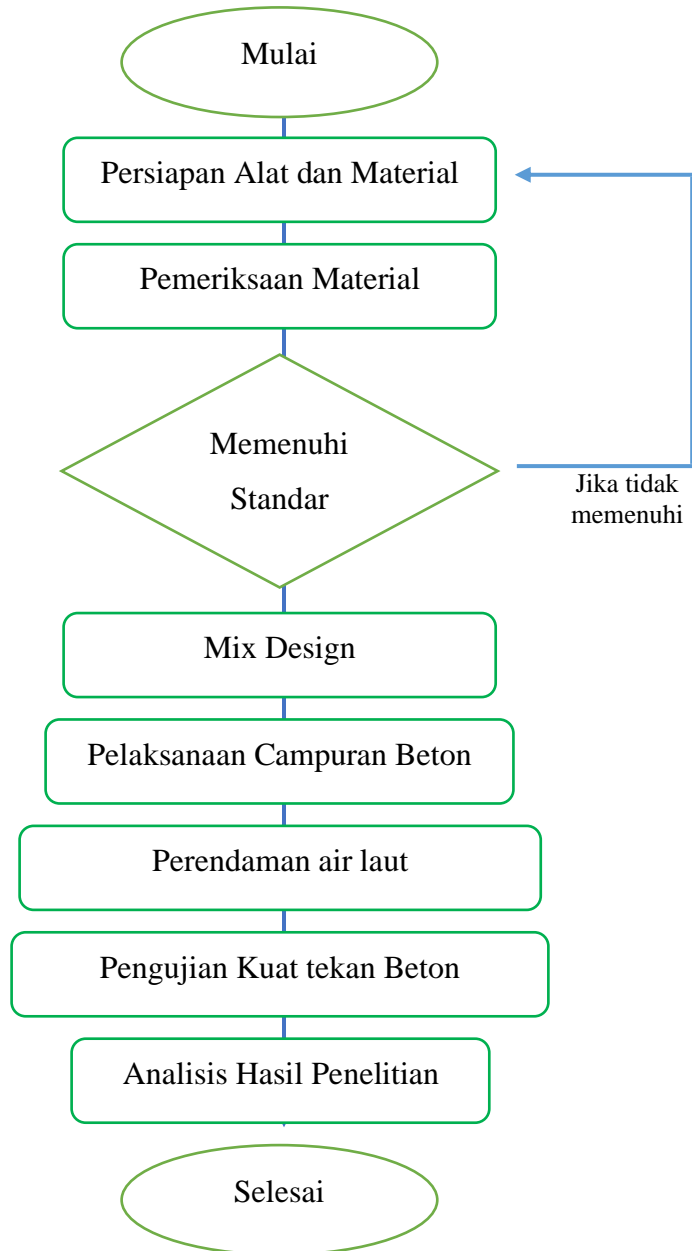 Mulai
Persiapan Alat dan Material
Pemeriksaan Material
Memenuhi
Standar
Jika tidak
memenuhi
Mix Design
Pelaksanaan Campuran Beton
Perendaman air laut
Pengujian Kuat tekan Beton
Analisis Hasil Penelitian
Selesai